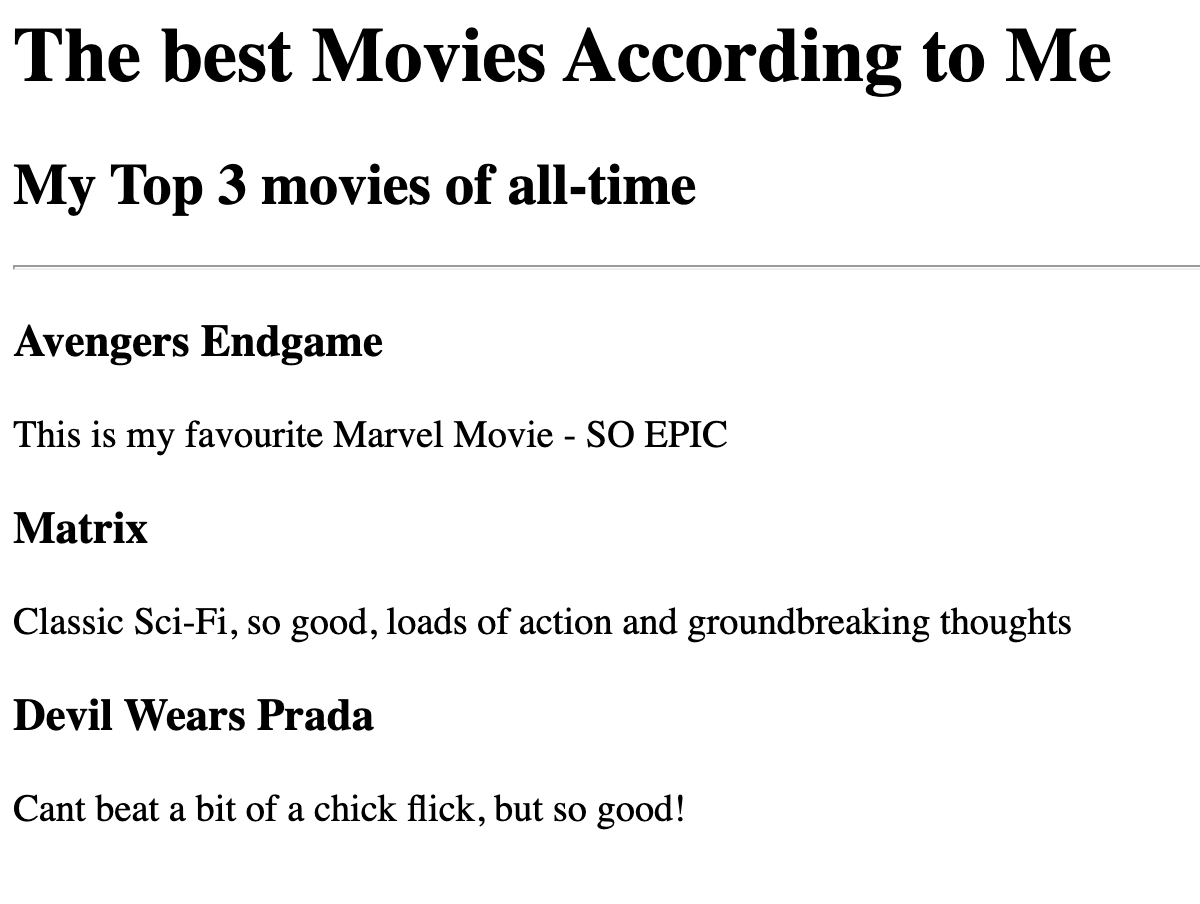 The best Movies According to Me
My Top 3 movies of all-time
Avengers Endgame
This is my favourite Marvel Movie - SO EPIC
Matrix
Classic Sci-Fi, so good, loads of action and groundbreaking thoughts
Devil Wears Prada
Cant beat a bit of a chick flick, but so good!